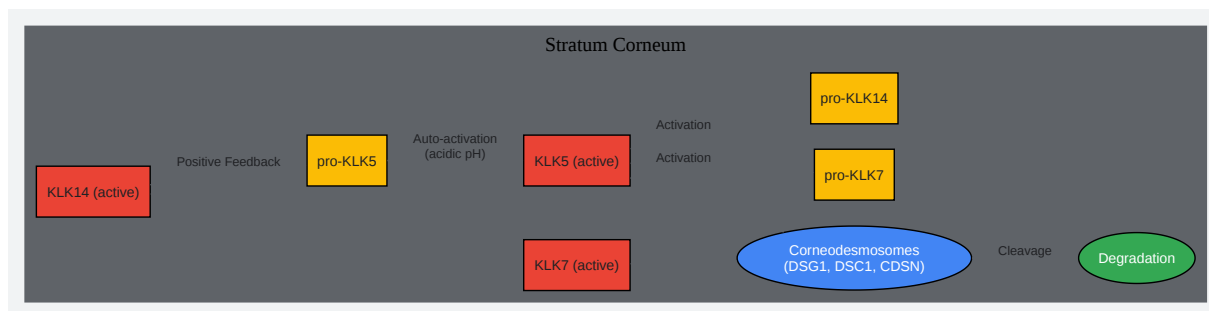 Stratum Corneum
pro-KLK14
Activation
Auto-activation
(acidic pH)
Positive Feedback
pro-KLK5
KLK5 (active)
Activation
pro-KLK7
KLK14 (active)
KLK7 (active)
Corneodesmosomes
(DSG1, DSC1, CDSN)
Cleavage
Degradation